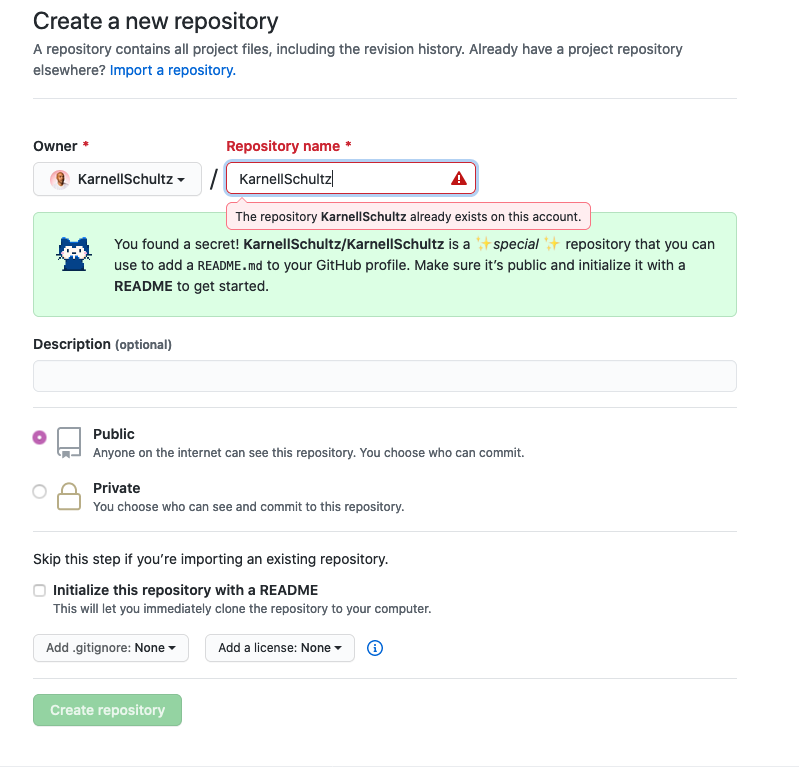 Create a new repository
A repository contains all project files, including the revision history. Already have a project repository
elsewhere? Import a repository.
Owner *
Repository name *
KarnellSchultz
/
KarnellSchultz
The repository KarnellSchultz already exists on this account.
You found a secret! KarnellSchultz/KarnellSchultz is a ✨special ✨ repository that you can
use to add a README.md to your GitHub profile. Make sure it’s public and initialize it with a
README to get started.
Description (optional)
Public
Anyone on the internet can see this repository. You choose who can commit.
Private
You choose who can see and commit to this repository.
Skip this step if you’re importing an existing repository.
Initialize this repository with a README
This will let you immediately clone the repository to your computer.
Add .gitignore: None
Add a license: None
Create repository